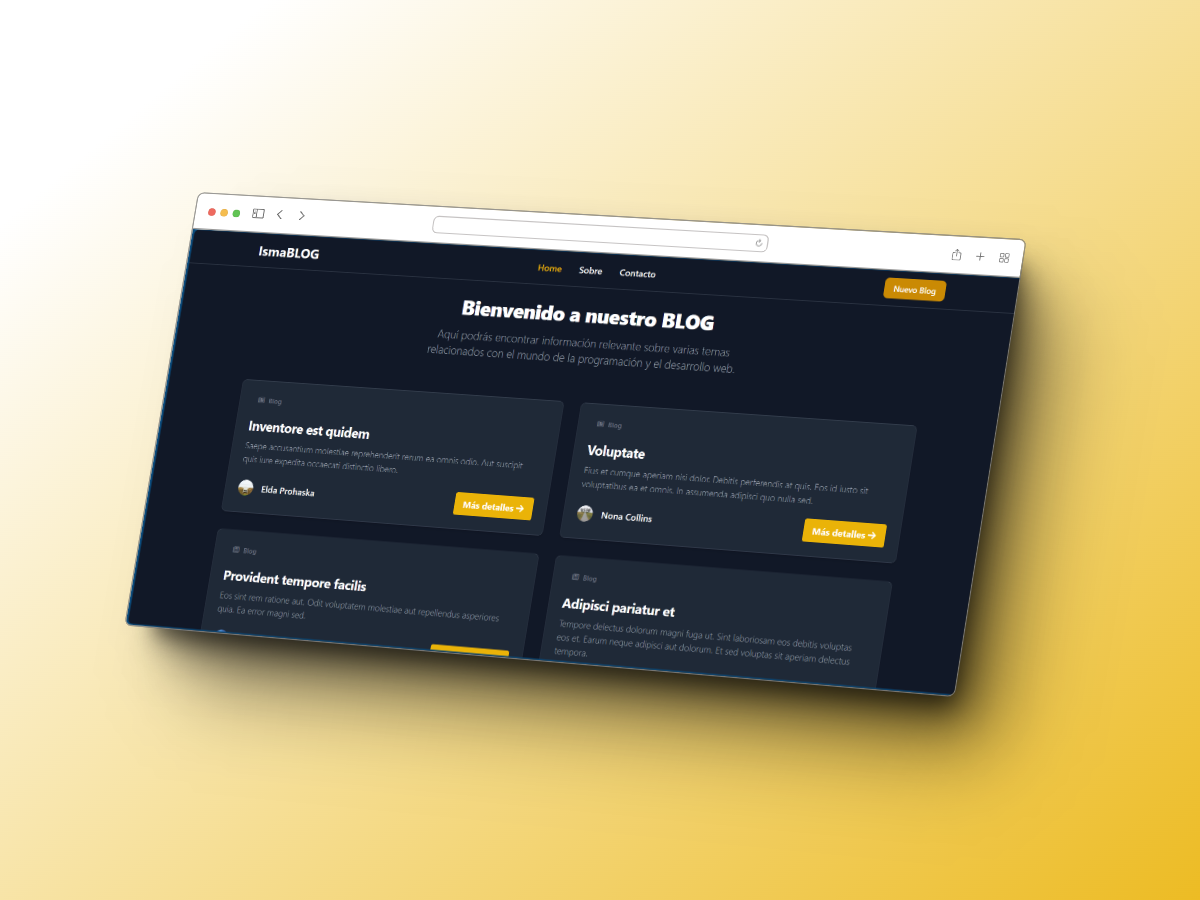 IsmaBLOG
Home Sobre Contacto
Nuevo Blog
Bienvenido a nuestro BLOG
Aquí podrás encontrar información relevante sobre varias temas
relacionados con el mundo de la programación y el desarrollo web.
Blog
Inventore est quidem
Saepe accusantium molestiae reprehenderit rerum ea omnis odio. Aut suscipit
quis iure expedita occaecati distinctio libero.
Elda Prohaska
Más detalles →
Blog
Voluptate
Eius et cumque aperiam nisi dolor. Debitis perferendis at quis. Eos id iusto sit
voluptatibus ea et omnis. In assumenda adipisci quo nulla sed.
Nona Collins
Más detalles →
Blog
Provident tempore facilis
Eos sint rem ratione aut. Odit voluptatem molestiae aut repellendus asperiores
quia. Ea error magni sed.
Blog
Adipisci pariatur et
Tempore delectus dolorum magni fuga ut. Sint laboriosam eos debitis voluptas
eos et. Earum neque adipisci aut dolorum. Et sed voluptas sit aperiam delectus
tempora.